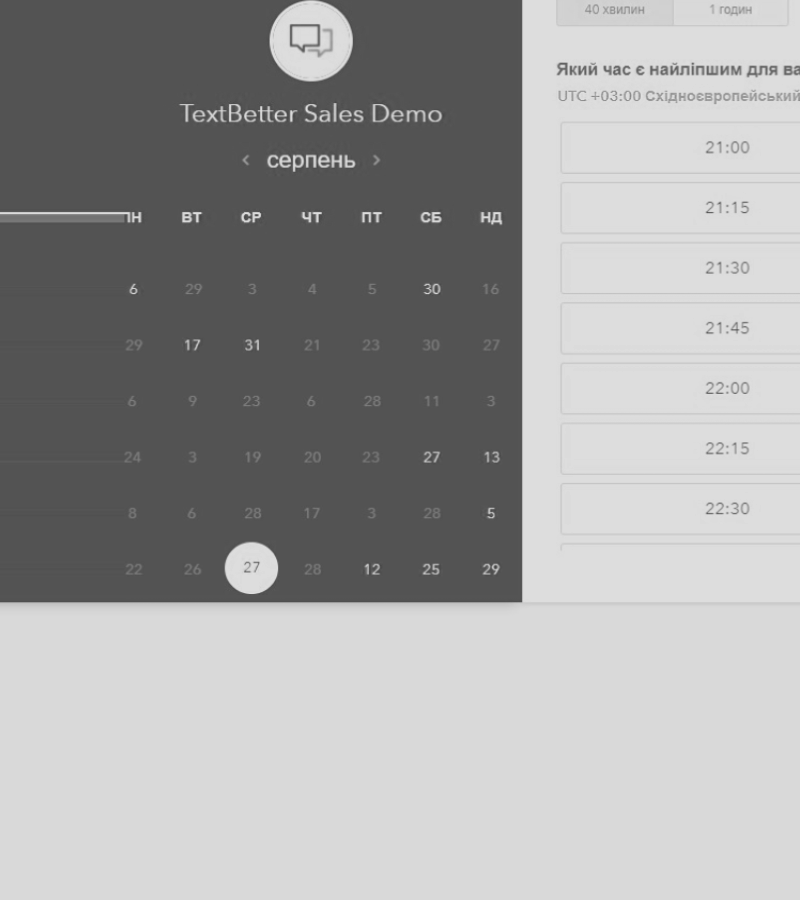 TextBetter Sales Demo
серпень
ПН ВТ СР ЧТ ПТ СБ НД
6 29 3 4 5 30 16
29 17 31 21 23 30 27
6 9 23 6 28 11 3
24 3 19 20 23 27 13
8 6 28 17 3 28 5
22 26 27 28 12 25 29
40 хвилин 1 годин
Який час є найліпшим для
UTC +03:00 Східноєвропейський
21:00
21:15
21:30
21:45
22:00
22:15
22:30